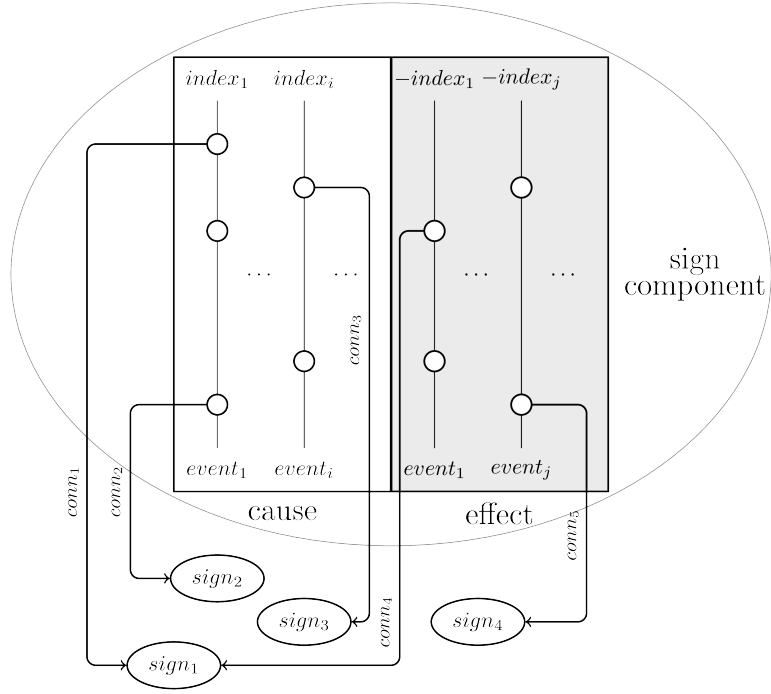 index₁ indexᵢ −index₁ −indexⱼ
sign
component
... ... ... ...
conn₃
event₁ eventᵢ event₁ eventⱼ
conn₁ conn₂
cause effect
conn₅
sign₂
conn₄
sign₃ sign₄
sign₁